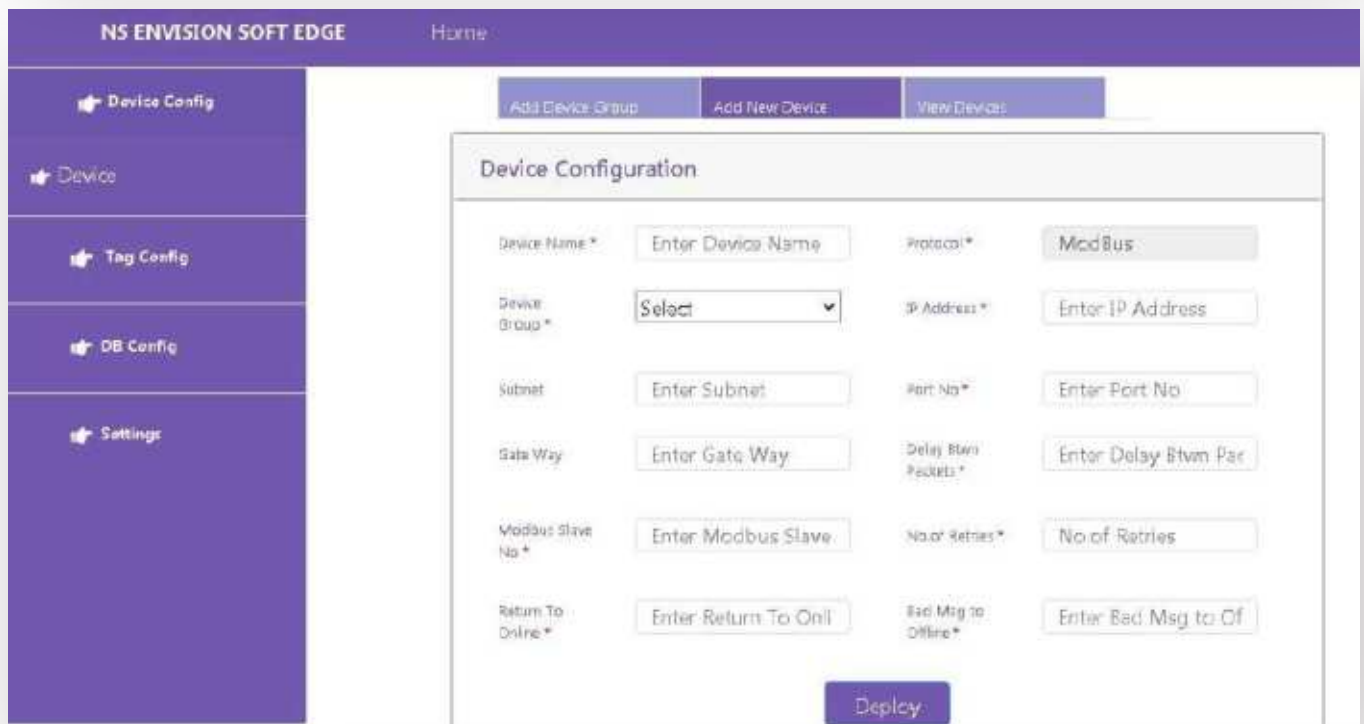 NS ENVISION SOFT EDGE Home
Device Config
Device
Tag Config
DB Config
Settings
Add Device Group Add New Device View Devices
Device Configuration
Device Name * Enter Device Name Protocol * ModBus
Device
Group * Select IP Address * Enter IP Address
Subnet Enter Subnet Port No * Enter Port No
Gate Way Enter Gate Way Delay Btwn
Packets * Enter Delay Btwn Pac
Modbus Slave
No * Enter Modbus Slave No.of Retries * No.of Retries
Return To
Online * Enter Return To Onli Bad Msg to
Offline * Enter Bad Msg to Of
Deploy